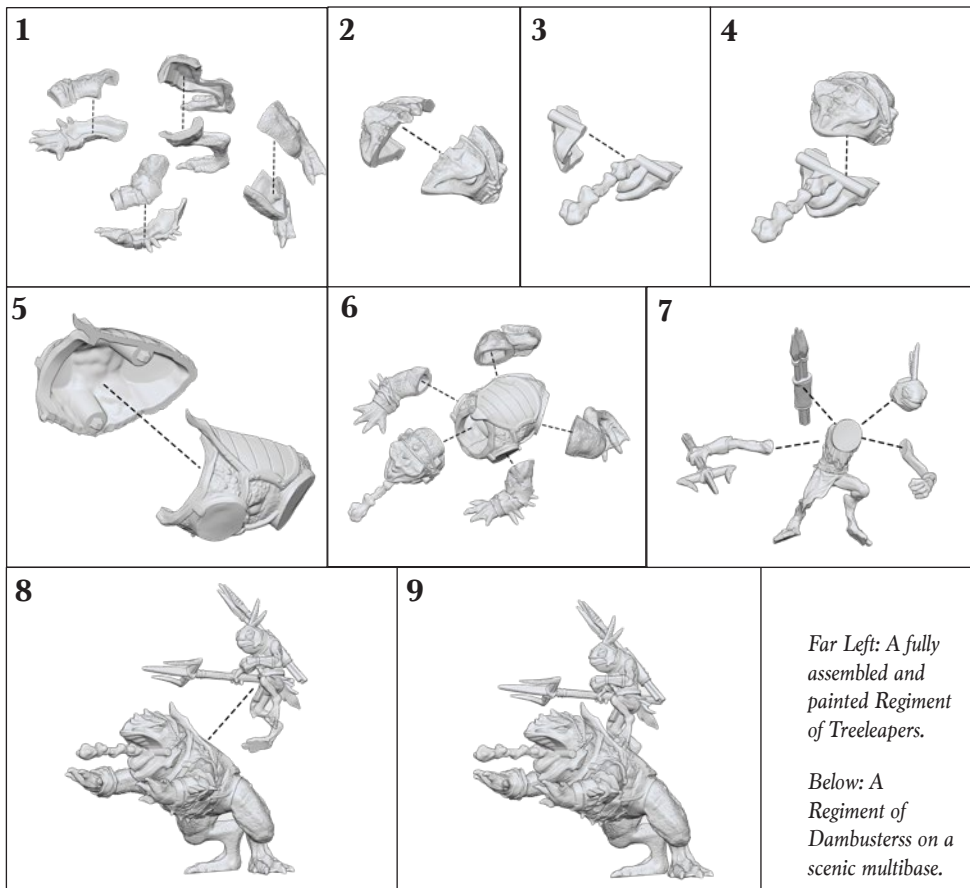 1
2
3
4
5
6
7
8
9
Far Left: A fully
assembled and
painted Regiment
of Treeleapers.
Below: A
Regiment of
Dambusterss on a
scenic multibase.